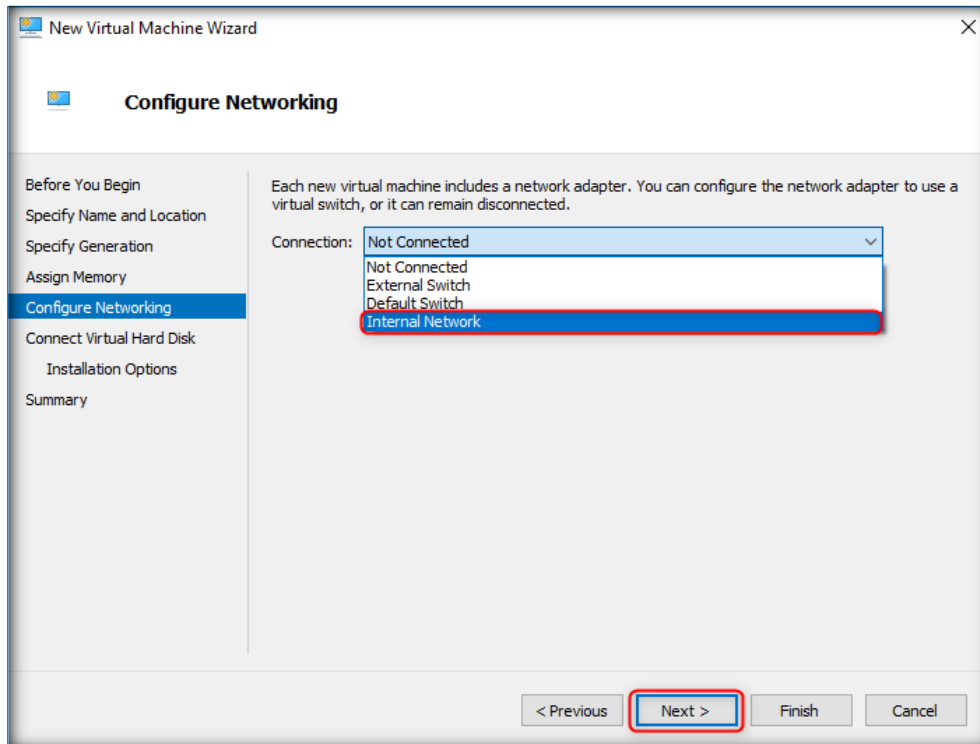 New Virtual Machine Wizard
Configure Networking
Before You Begin
Specify Name and Location
Specify Generation
Assign Memory
Configure Networking
Connect Virtual Hard Disk
Installation Options
Summary
Each new virtual machine includes a network adapter. You can configure the network adapter to use a
virtual switch, or it can remain disconnected.
Connection: Not Connected
Not Connected
External Switch
Default Switch
Internal Network
< Previous Next > Finish Cancel